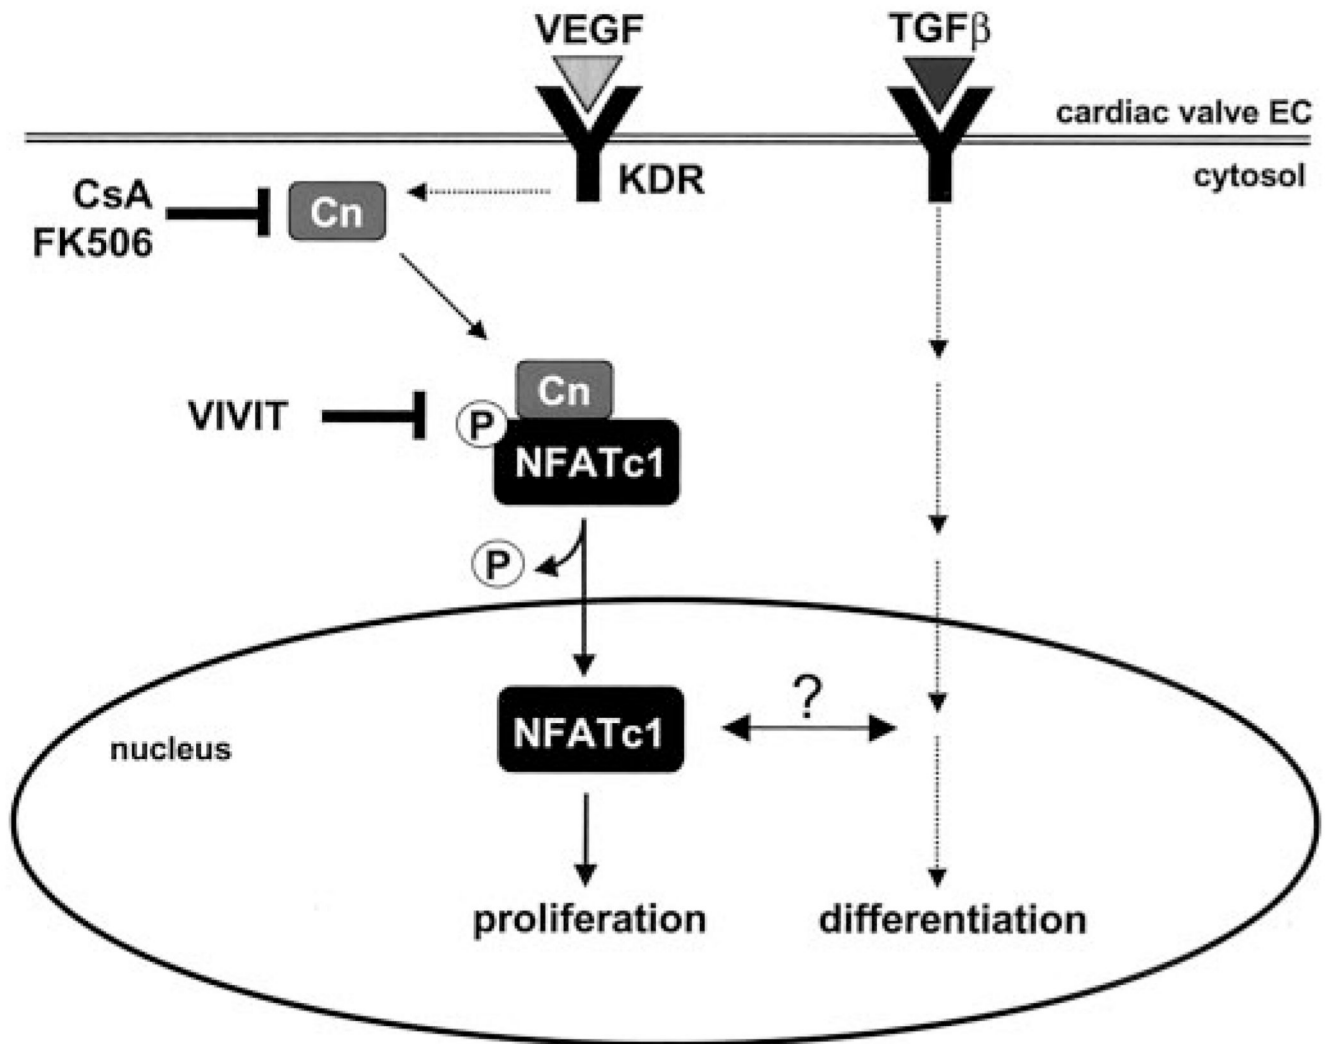 VEGF
TGFβ
cardiac valve EC
cytosol
KDR
CsA
FK506
Cn
Cn
VIVIT
P
NFATc1
P
?
NFATc1
nucleus
proliferation
differentiation